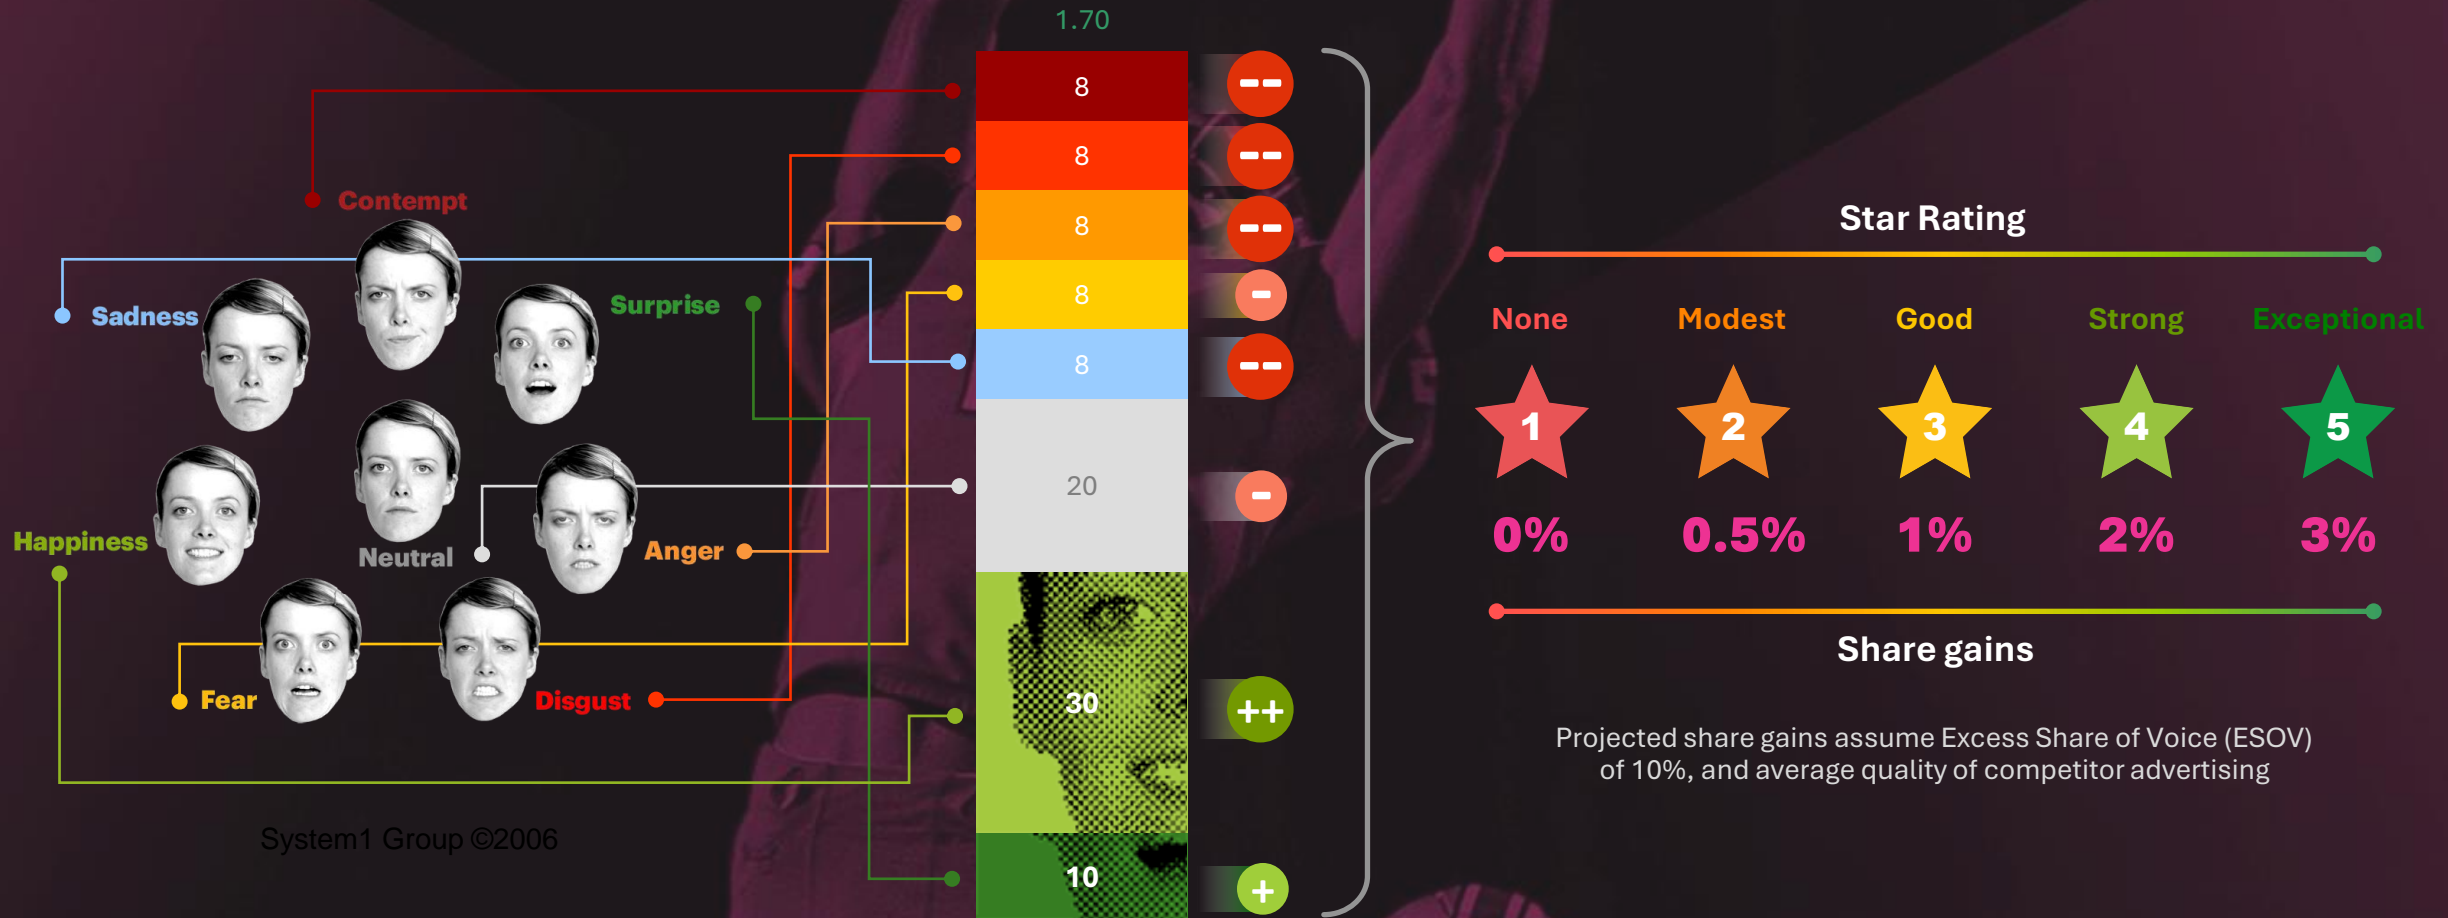 1.70
8
8
8
8
8
20
30
10
--
--
--
-
--
-
++
+
Contempt
Sadness
Surprise
Happiness
Neutral
Anger
Fear
Disgust
System1 Group ©2006
Star Rating
None Modest Good Strong Exceptional
1 2 3 4 5
0% 0.5% 1% 2% 3%
Share gains
Projected share gains assume Excess Share of Voice (ESOV)
of 10%, and average quality of competitor advertising